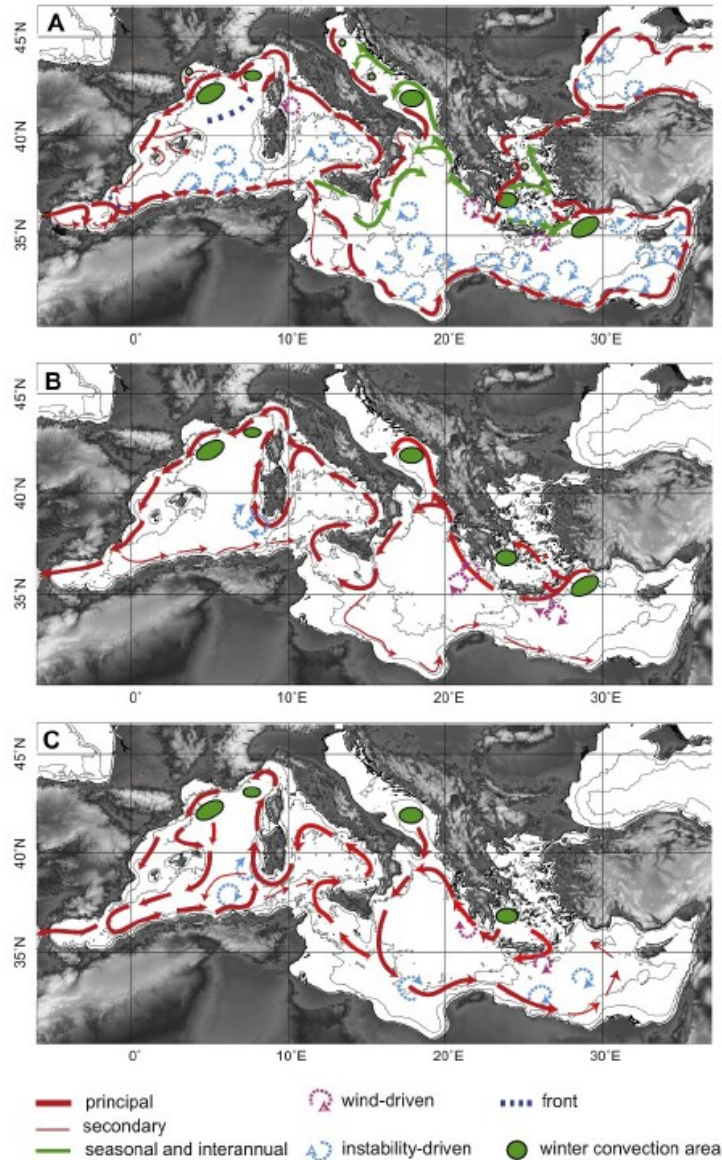 A
45°N
40°N
35°N
0°
10°E
20°E
30°E
B
45°N
40°N
35°N
0°
10°E
20°E
30°E
C
45°N
40°N
35°N
0°
10°E
20°E
30°E
principal
wind-driven
front
secondary
seasonal and interannual
instability-driven
winter convection area